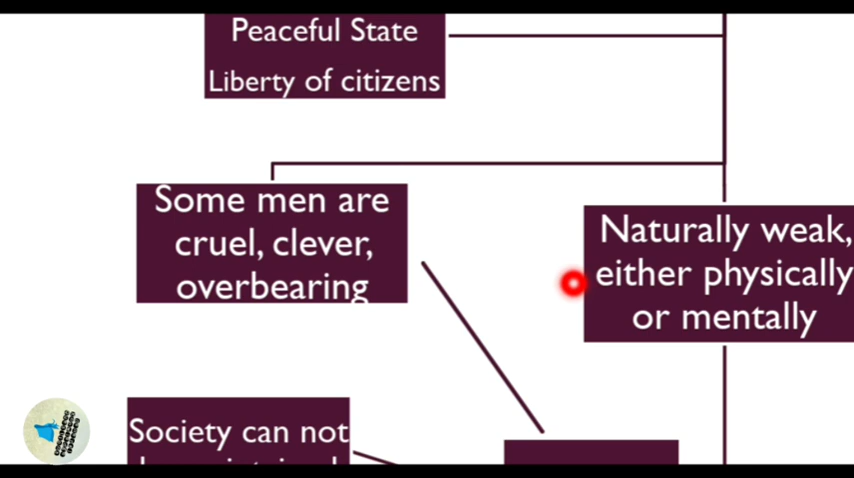 Peaceful State
Liberty of citizens
Some men are
cruel, clever,
overbearing
Naturally weak,
either physically
or mentally
Society can not